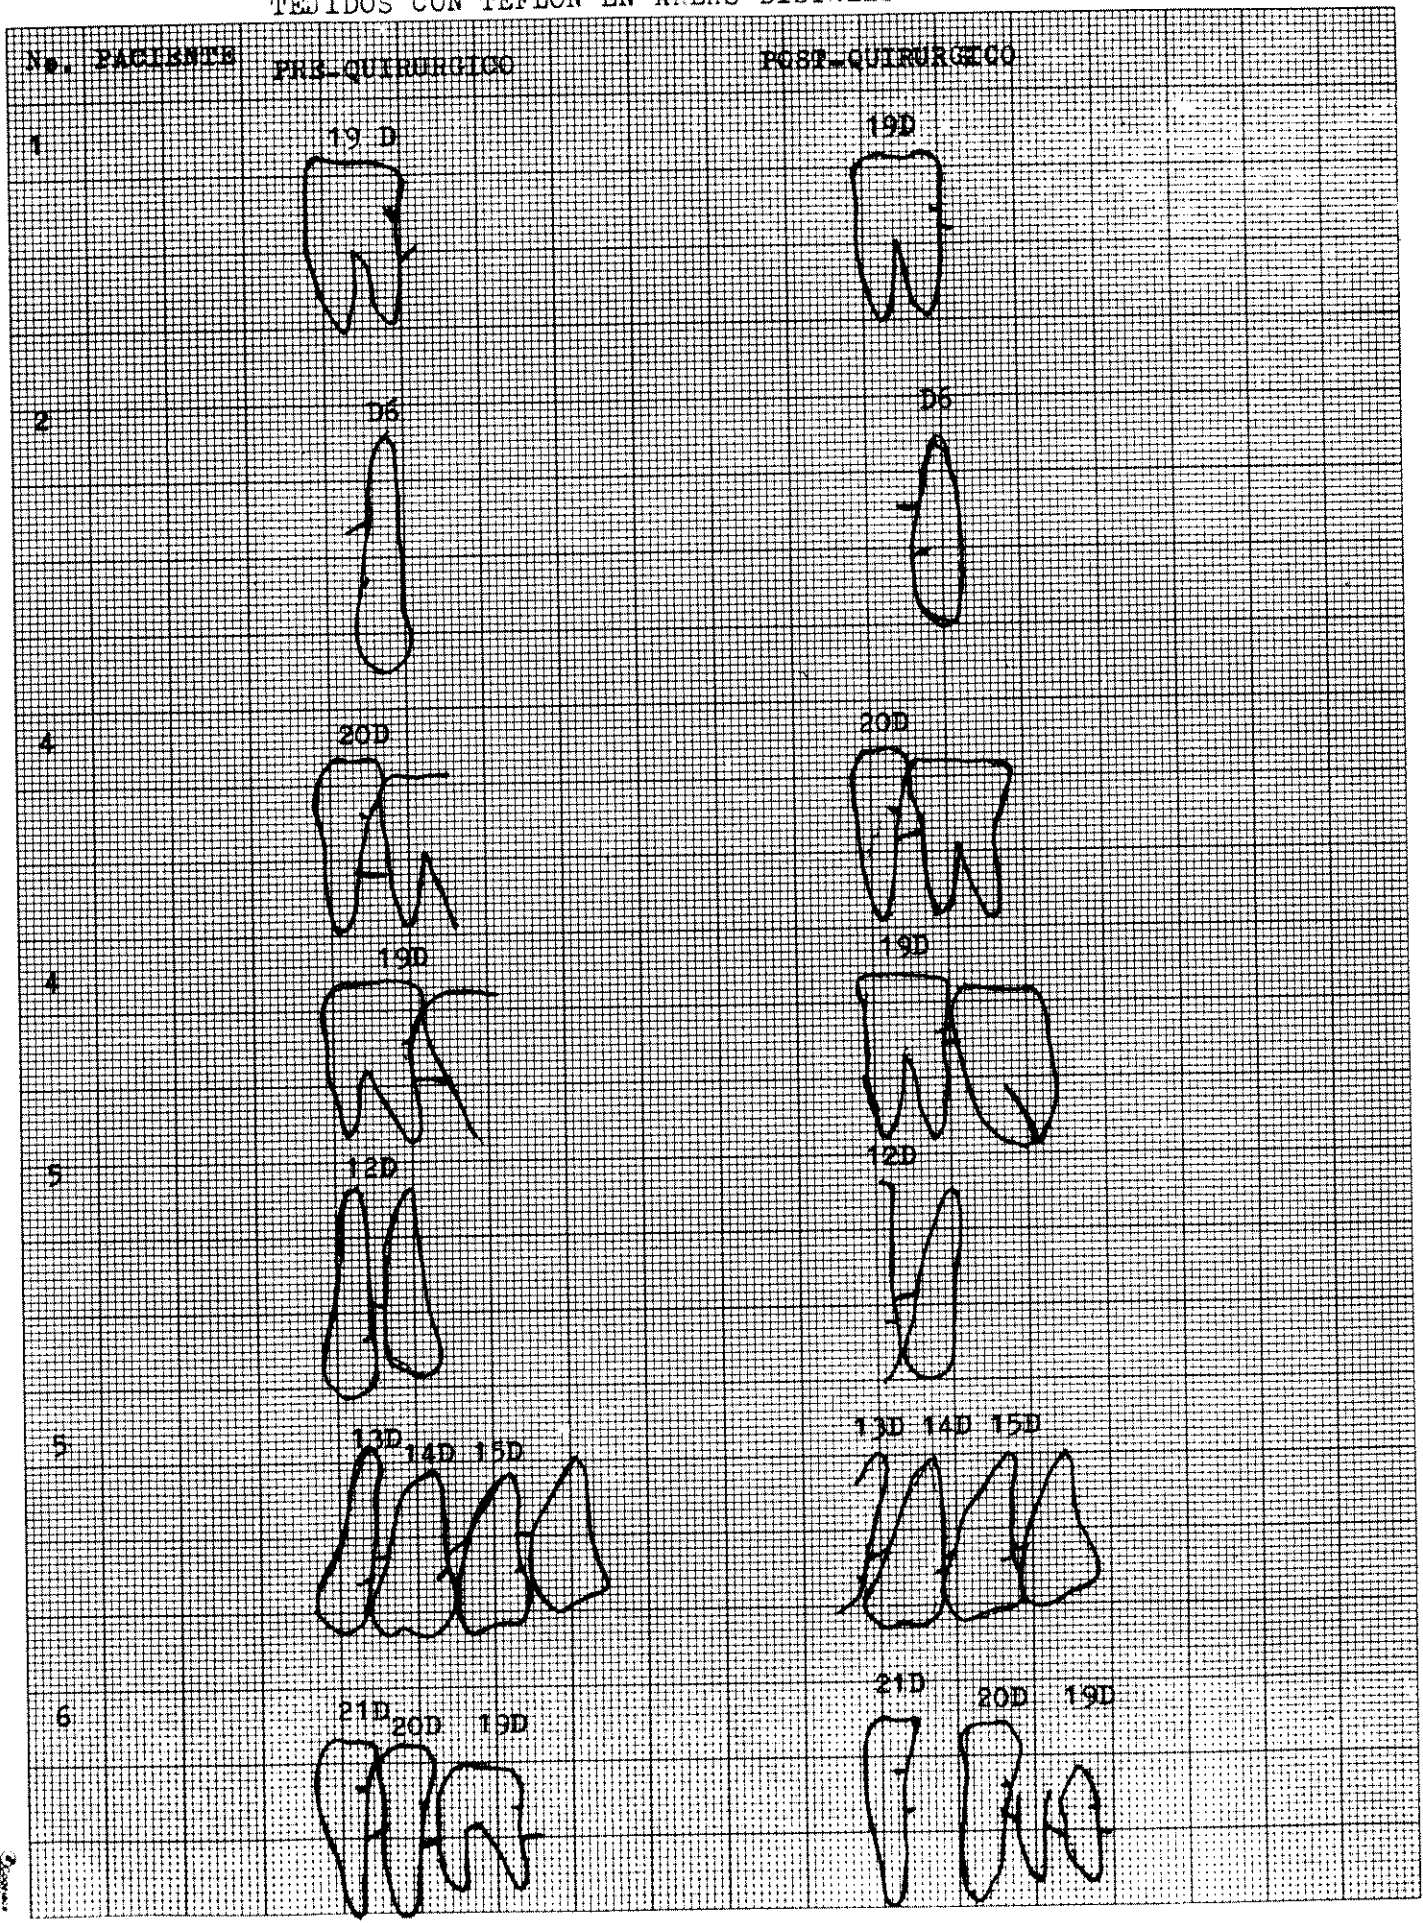 TEJIDOS CON TEFLON EN AREAS
No. PACIENTE PRE-QUIRURGICO POST-QUIRURGICO
1 19 D 19D
2 D6 D6
4 20D 20D
4 19D 19D
5 12D 12D
5 13D 14D 15D 13D 14D 15D
6 21D 20D 19D 21D 20D 19D